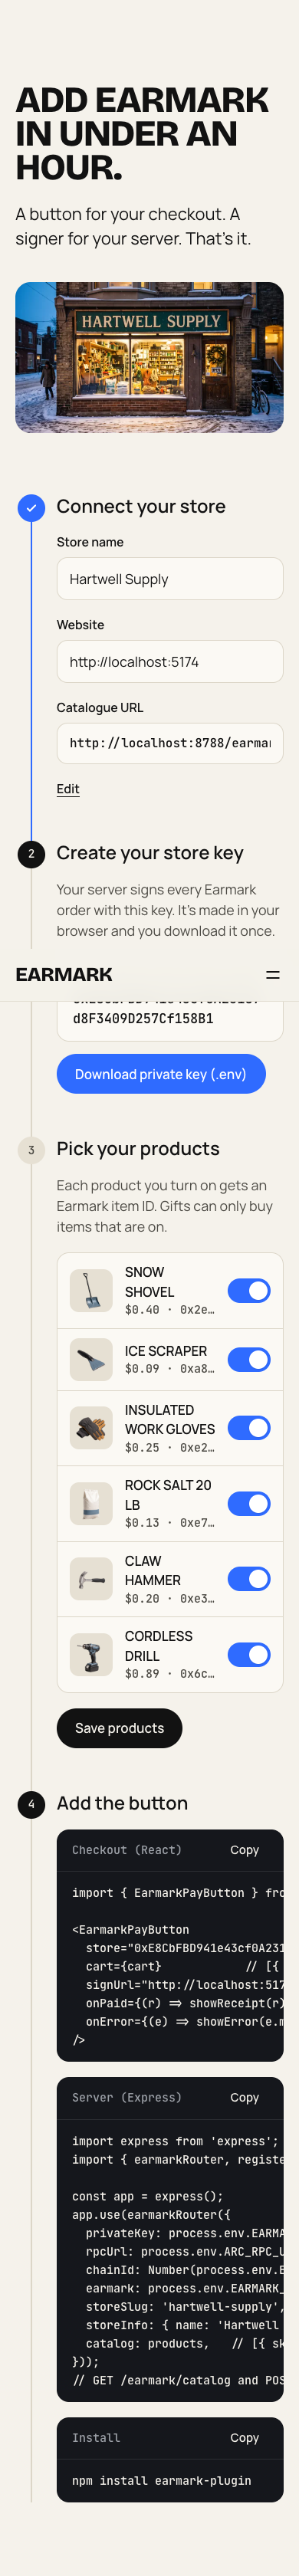 ADD EARMARK
IN UNDER AN
HOUR.
A button for your checkout. A
signer for your server. That's it.
HARTWELL SUPPLY
Connect your store
Store name
Hartwell Supply
Website
http://localhost:5174
Catalogue URL
http://localhost:8788/earmar
Edit
2
Create your store key
Your server signs every Earmark
order with this key. It's made in your
browser and you download it once.
EARMARK
d8F3409D257Cf158B1
Download private key (.env)
3
Pick your products
Each product you turn on gets an
Earmark item ID. Gifts can only buy
items that are on.
SNOW
SHOVEL
$0.40 · 0x2e…
ICE SCRAPER
$0.09 · 0xa8…
INSULATED
WORK GLOVES
$0.25 · 0xe2…
ROCK SALT 20
LB
$0.13 · 0xe7…
CLAW
HAMMER
$0.20 · 0xe3…
CORDLESS
DRILL
$0.89 · 0x6c…
Save products
4
Add the button
Checkout (React) Copy
import { EarmarkPayButton } fro
<EarmarkPayButton
store="0xE8CbFBD941e43cf0A231
cart={cart} // [{
signUrl="http://localhost:517
onPaid={(r) => showReceipt(r)
onError={(e) => showError(e.m
/>
Server (Express) Copy
import express from 'express';
import { earmarkRouter, registe
const app = express();
app.use(earmarkRouter({
privateKey: process.env.EARMA
rpcUrl: process.env.ARC_RPC_U
chainId: Number(process.env.E
earmark: process.env.EARMARK_
storeSlug: 'hartwell-supply',
storeInfo: { name: 'Hartwell
catalog: products, // [{ sk
}));
// GET /earmark/catalog and POS
Install Copy
npm install earmark-plugin